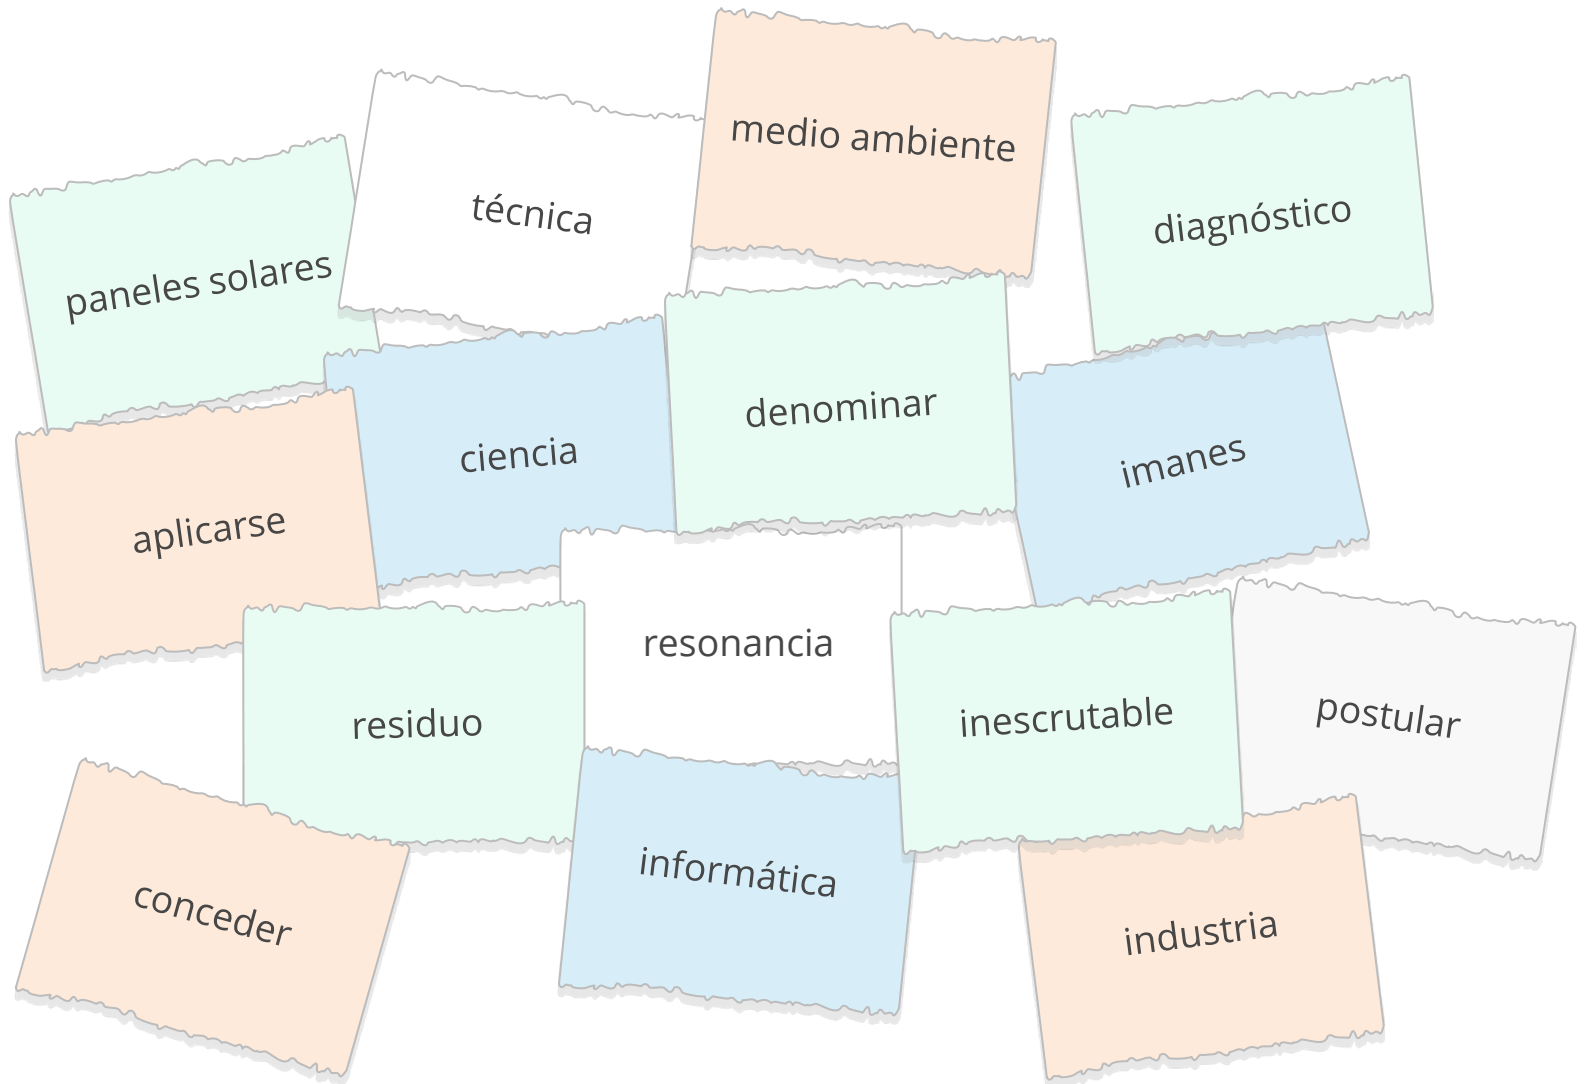 medio ambiente
técnica
diagnóstico
paneles solares
denominar
ciencia
imanes
aplicarse
resonancia
residuo
inescrutable
postular
informática
conceder
industria